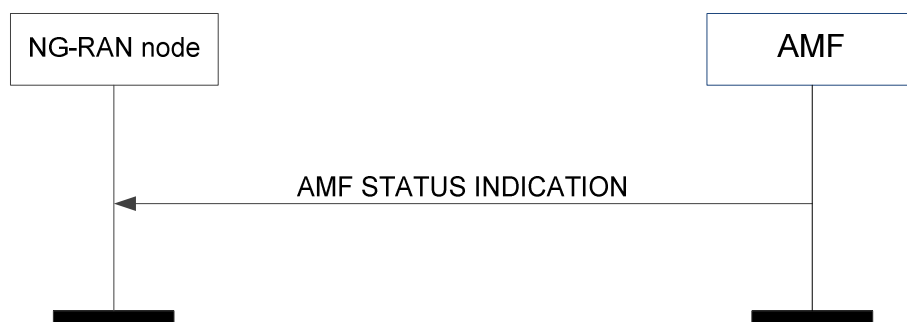 NG-RAN node
AMF
AMF STATUS INDICATION